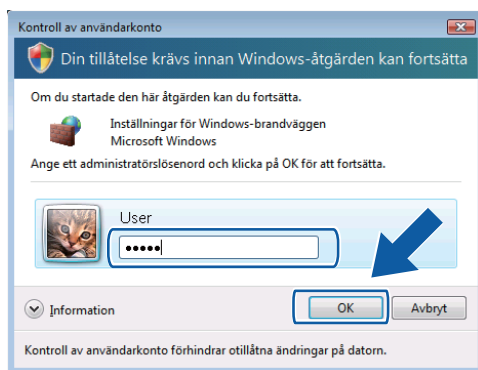 Kontroll av användarkonto
Din tillåtelse krävs innan Windows-åtgärden kan fortsätta
Om du startade den här åtgärden kan du fortsätta.
Inställningar för Windows-brandväggen
Microsoft Windows
Ange ett administratörslösenord och klicka på OK för att fortsätta.
User
•••••
Information
OK
Avbryt
Kontroll av användarkonto förhindrar otillåtna ändringar på datorn.